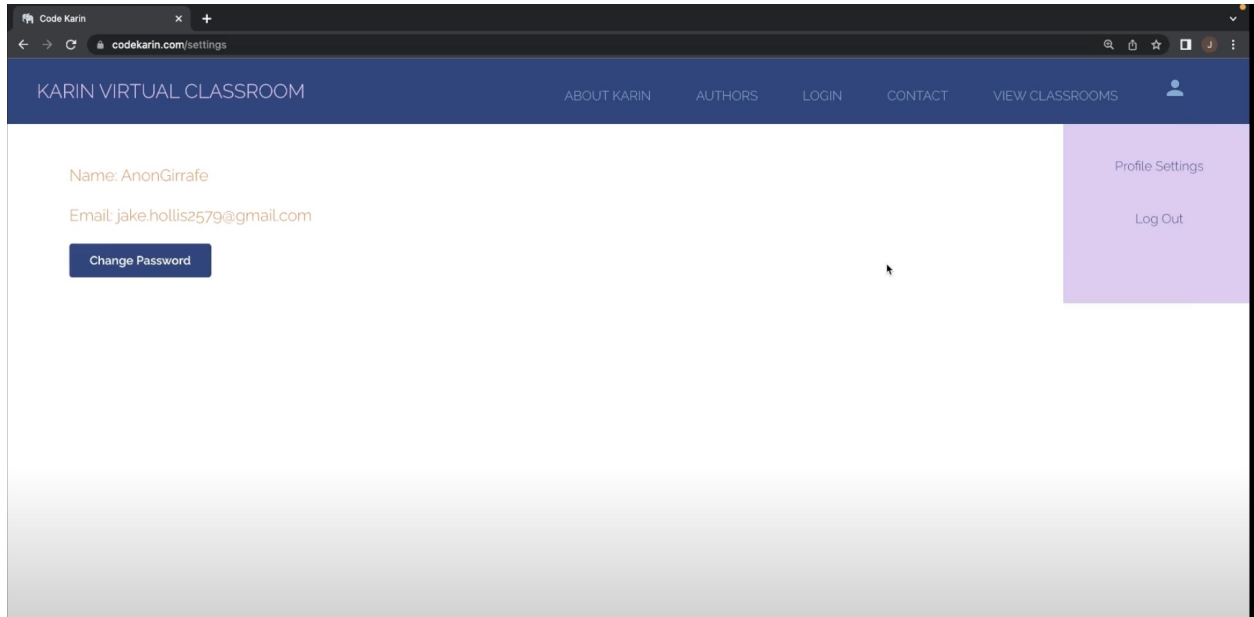 Code Karin
codekarin.com/settings
J
KARIN VIRTUAL CLASSROOM
ABOUT KARIN AUTHORS LOGIN CONTACT VIEW CLASSROOMS
Name: AnonGirrafe
Email: jake.hollis2579@gmail.com
Change Password
Profile Settings
Log Out